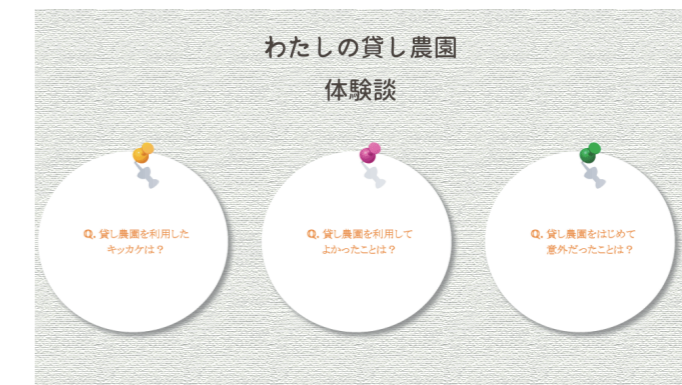 わたしの貸し農園
体験談
Q. 貸し農園を利用した
キッカケは？
Q. 貸し農園を利用して
よかったことは？
Q. 貸し農園をはじめて
意外だったことは？